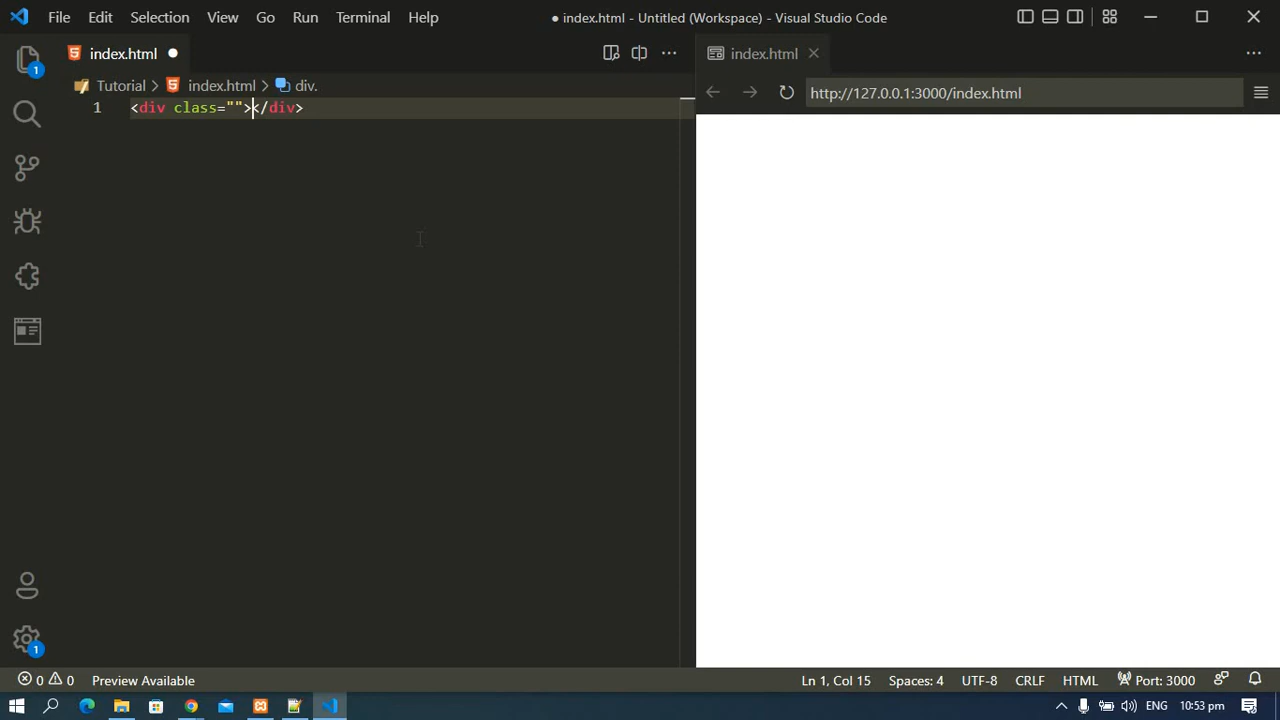 File Edit Selection View Go Run Terminal Help ● index.html - Untitled (Workspace) - Visual Studio Code
index.html ● index.html
Tutorial > index.html > div.
http://127.0.0.1:3000/index.html
1 <div class=""></div>
1
1
0 0 Preview Available Ln 1, Col 15 Spaces: 4 UTF-8 CRLF HTML Port: 3000
ENG 10:53 pm